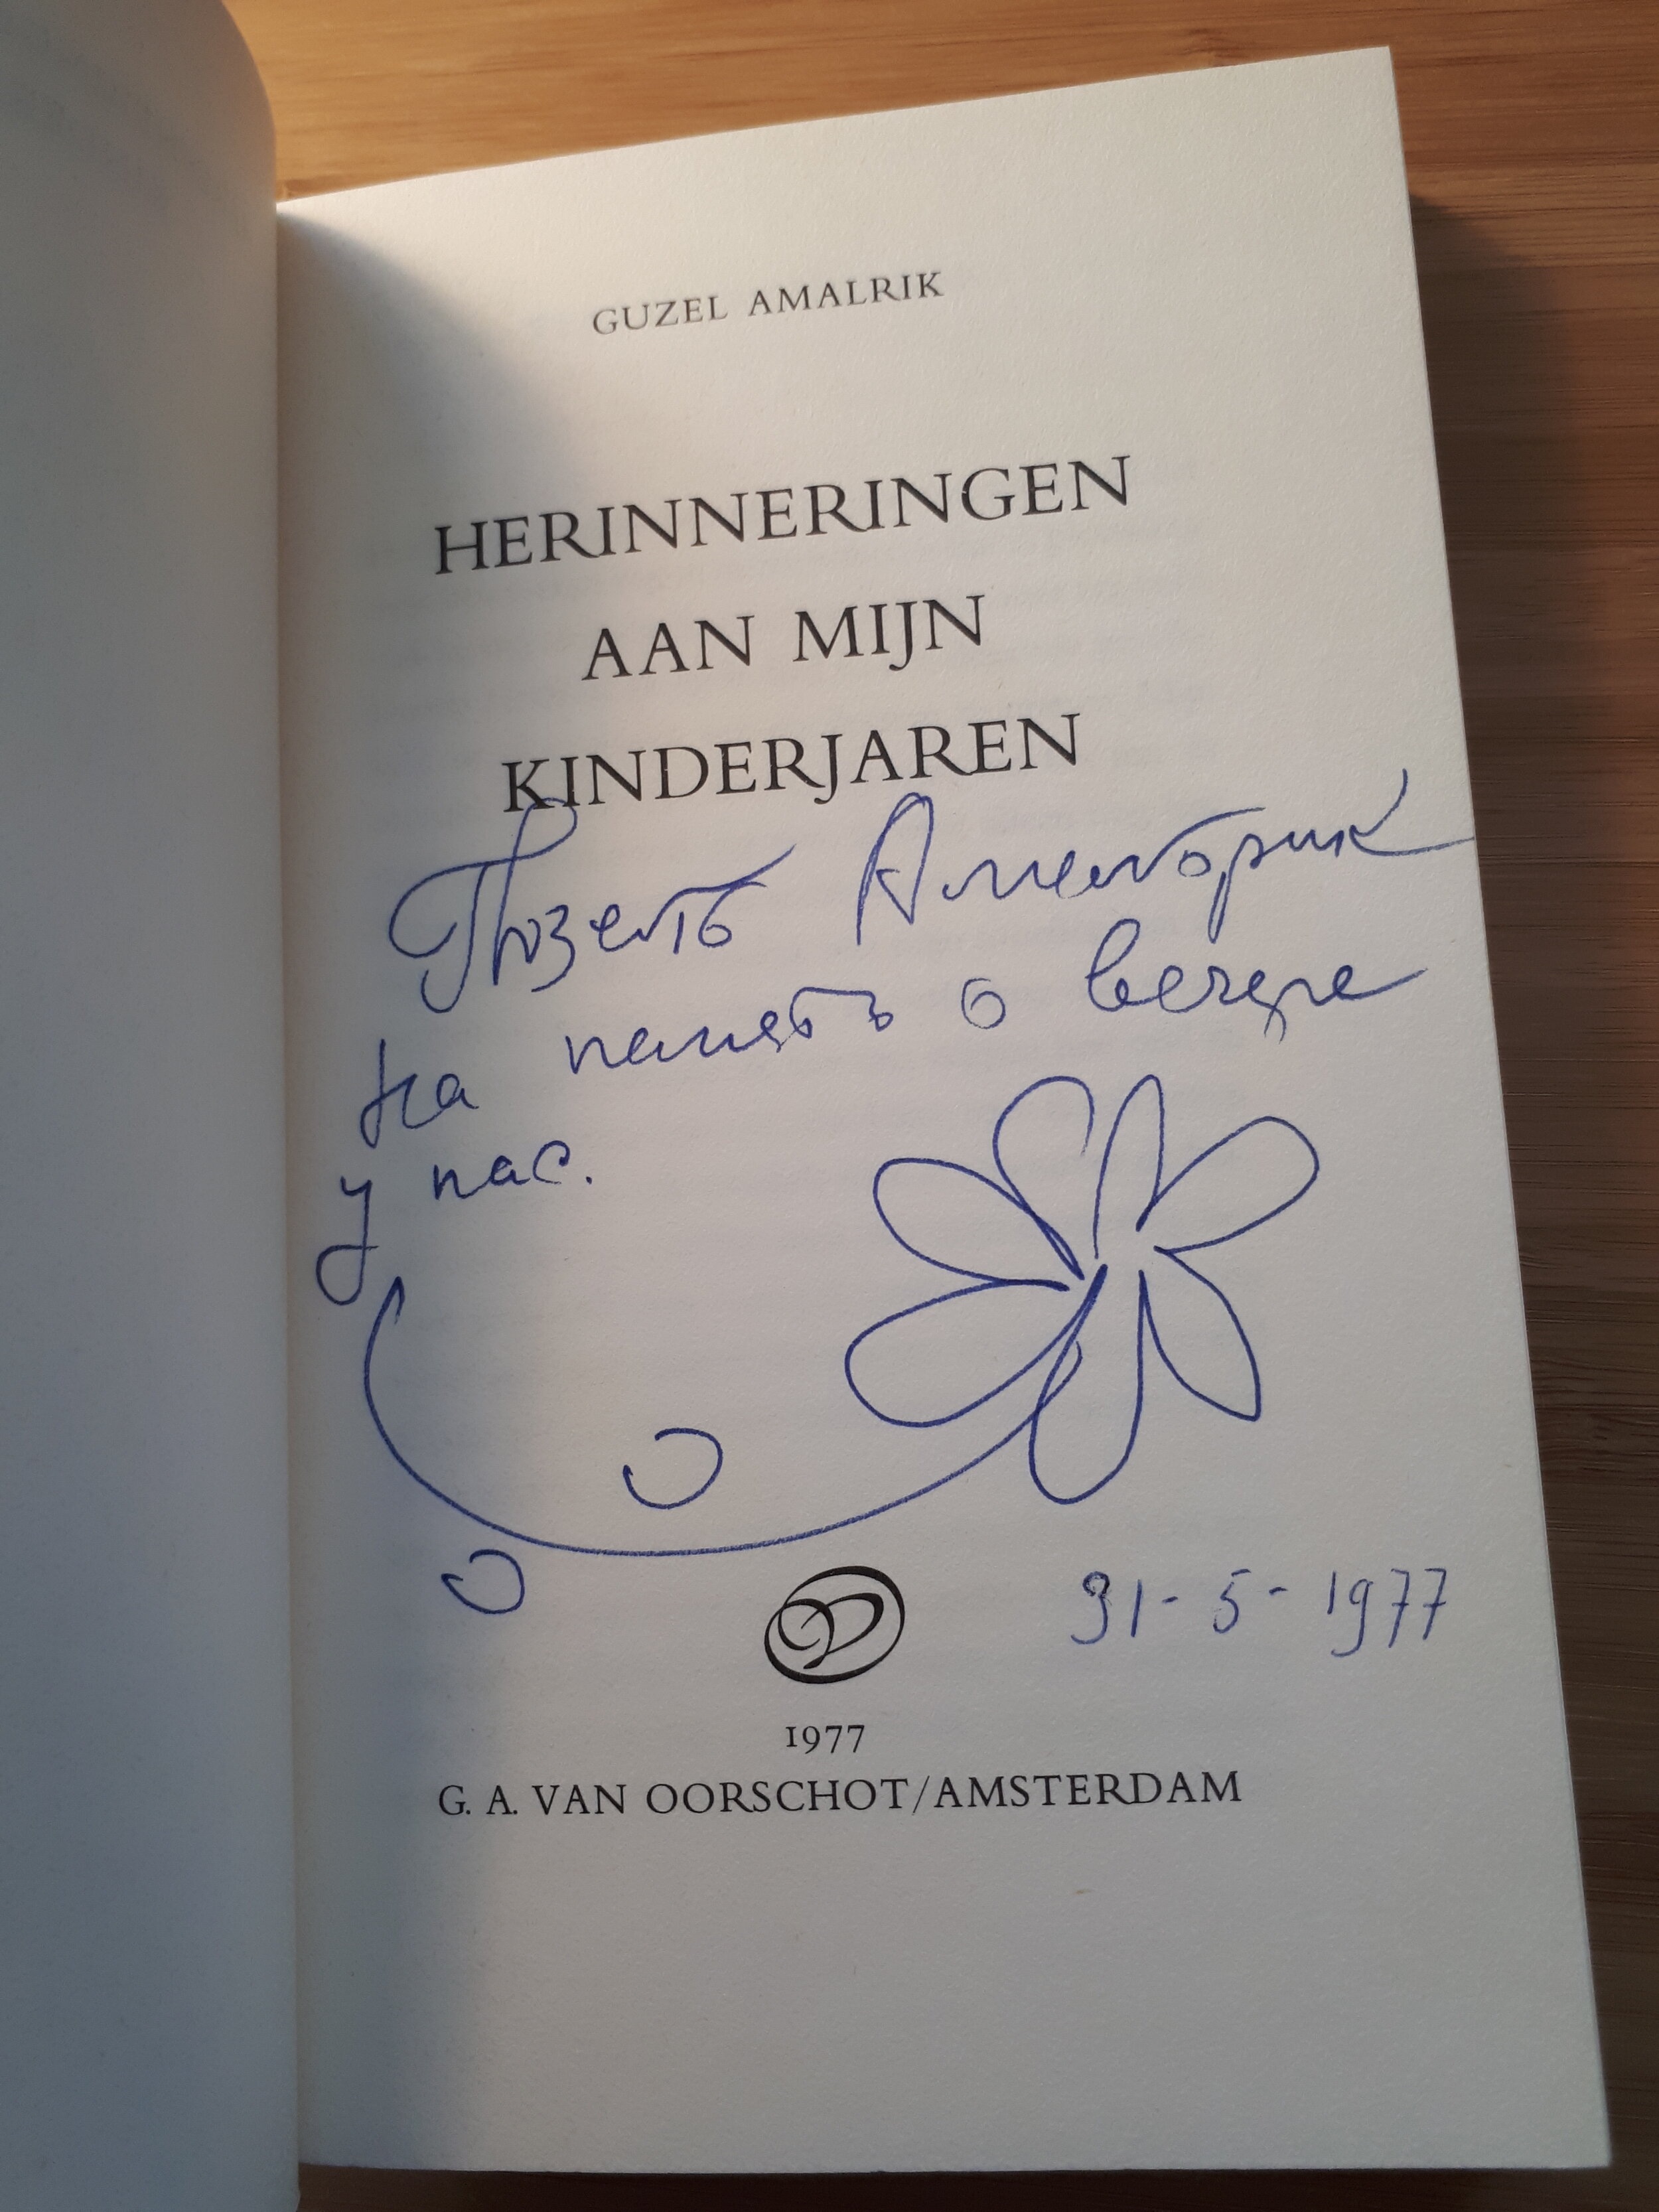 GUZEL AMALRIK
HERINNERINGEN
AAN MIJN
KINDERJAREN
Гюзель Амальрик
на память о вечере
у нас.
31-5-1977
1977
G. A. VAN OORSCHOT/AMSTERDAM